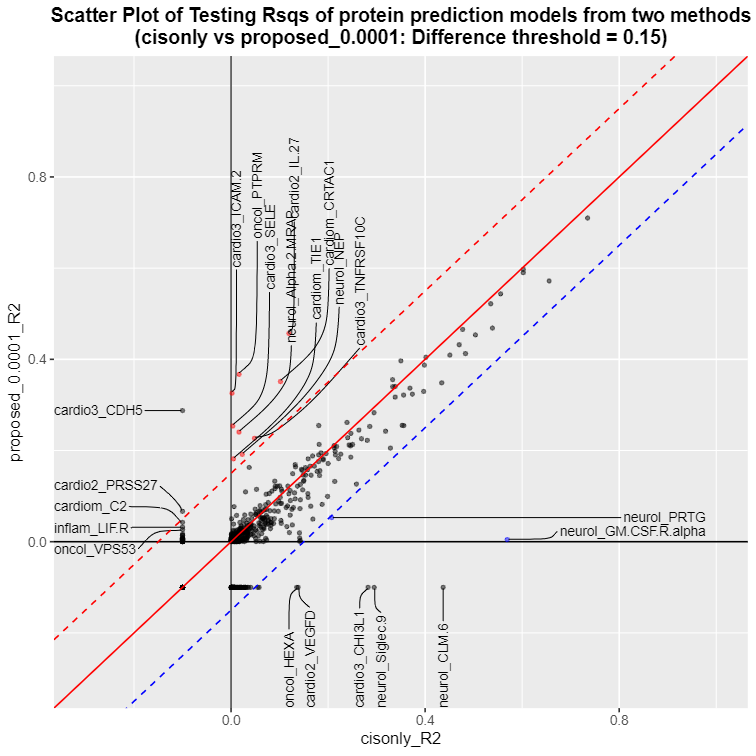 Scatter Plot of Testing Rsqs of protein prediction models from two methods
(cisonly vs proposed_0.0001: Difference threshold = 0.15)
proposed_0.0001_R2
0.8
0.4
0.0
cardio3_ICAM.2
oncol_PTPRM
cardio3_SELE
neurol_Alpha.2.MRAP
cardio2_IL.27
cardiom_TIE1
cardiom_CRTAC1
neurol_NEP
cardio3_TNFRSF10C
cardio3_CDH5
cardio2_PRSS27
cardiom_C2
inflam_LIF.R
oncol_VPS53
neurol_PRTG
neurol_GM.CSF.R.alpha
oncol_HEXA
cardio2_VEGFD
cardio3_CHI3L1
neurol_Siglec.9
neurol_CLM.6
0.0
0.4
0.8
cisonly_R2